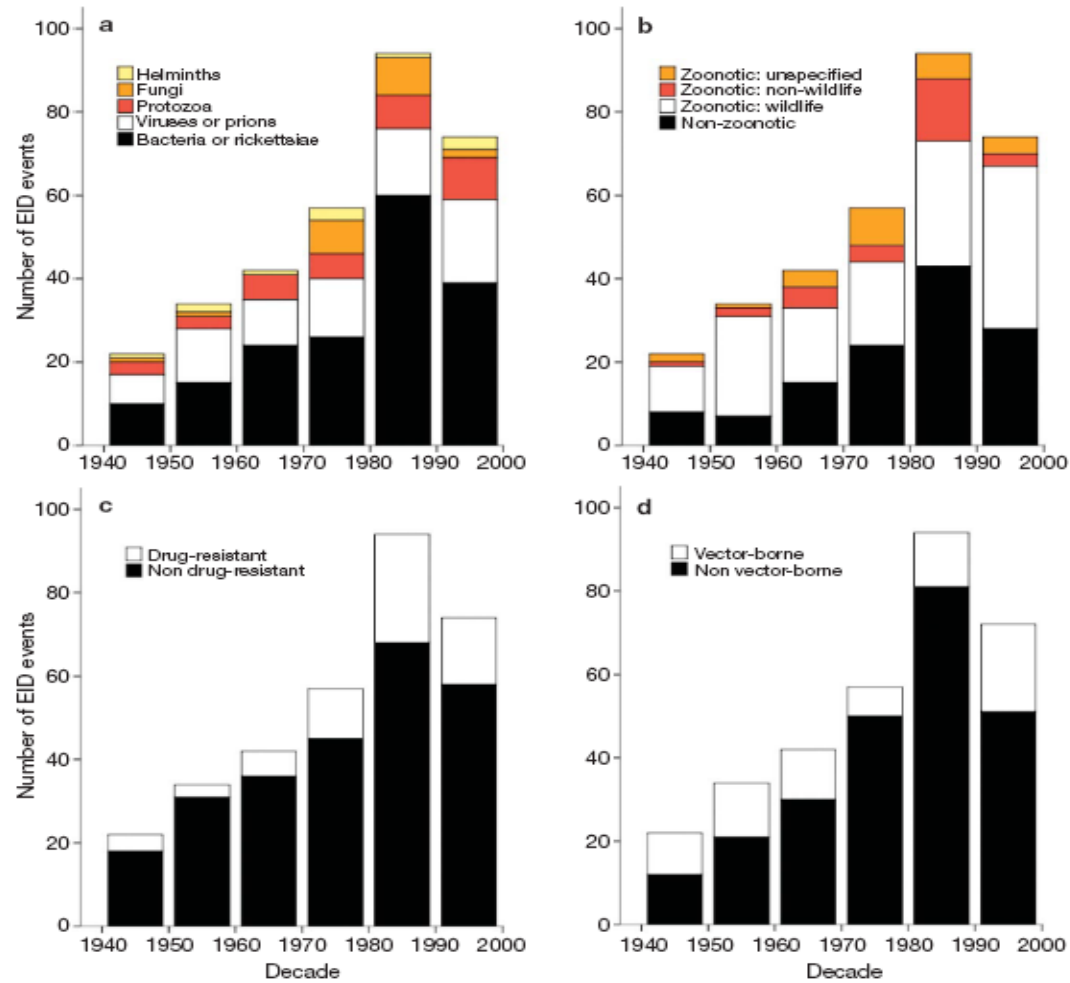 a
100
80
60
40
20
0
Number of EID events
Helminths
Fungi
Protozoa
Viruses or prions
Bacteria or rickettsiae
1940 1950 1960 1970 1980 1990 2000
b
100
80
60
40
20
0
Zoonotic: unspecified
Zoonotic: non-wildlife
Zoonotic: wildlife
Non-zoonotic
1940 1950 1960 1970 1980 1990 2000
c
100
80
60
40
20
0
Number of EID events
Drug-resistant
Non drug-resistant
1940 1950 1960 1970 1980 1990 2000
Decade
d
100
80
60
40
20
0
Vector-borne
Non vector-borne
1940 1950 1960 1970 1980 1990 2000
Decade